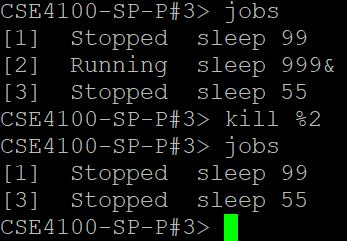 CSE4100-SP-P#3> jobs
[1]  Stopped  sleep 99
[2]  Running  sleep 999&
[3]  Stopped  sleep 55
CSE4100-SP-P#3> kill %2
CSE4100-SP-P#3> jobs
[1]  Stopped  sleep 99
[3]  Stopped  sleep 55
CSE4100-SP-P#3>